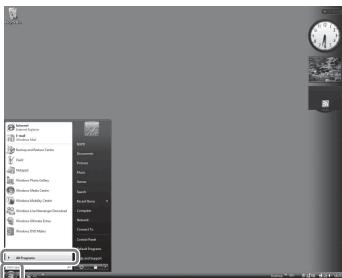 Internet
Internet Explorer
E-mail
Windows Mail
Backup and Restore Center
Paint
Notepad
Windows Photo Gallery
Windows Media Center
Windows Mobility Center
Windows Live Messenger Download
Windows Ultimate Extras
Windows DVD Maker
All Programs
Documents
Pictures
Music
Games
Search
Recent Items
Computer
Network
Connect To
Control Panel
Default Programs
Help and Support